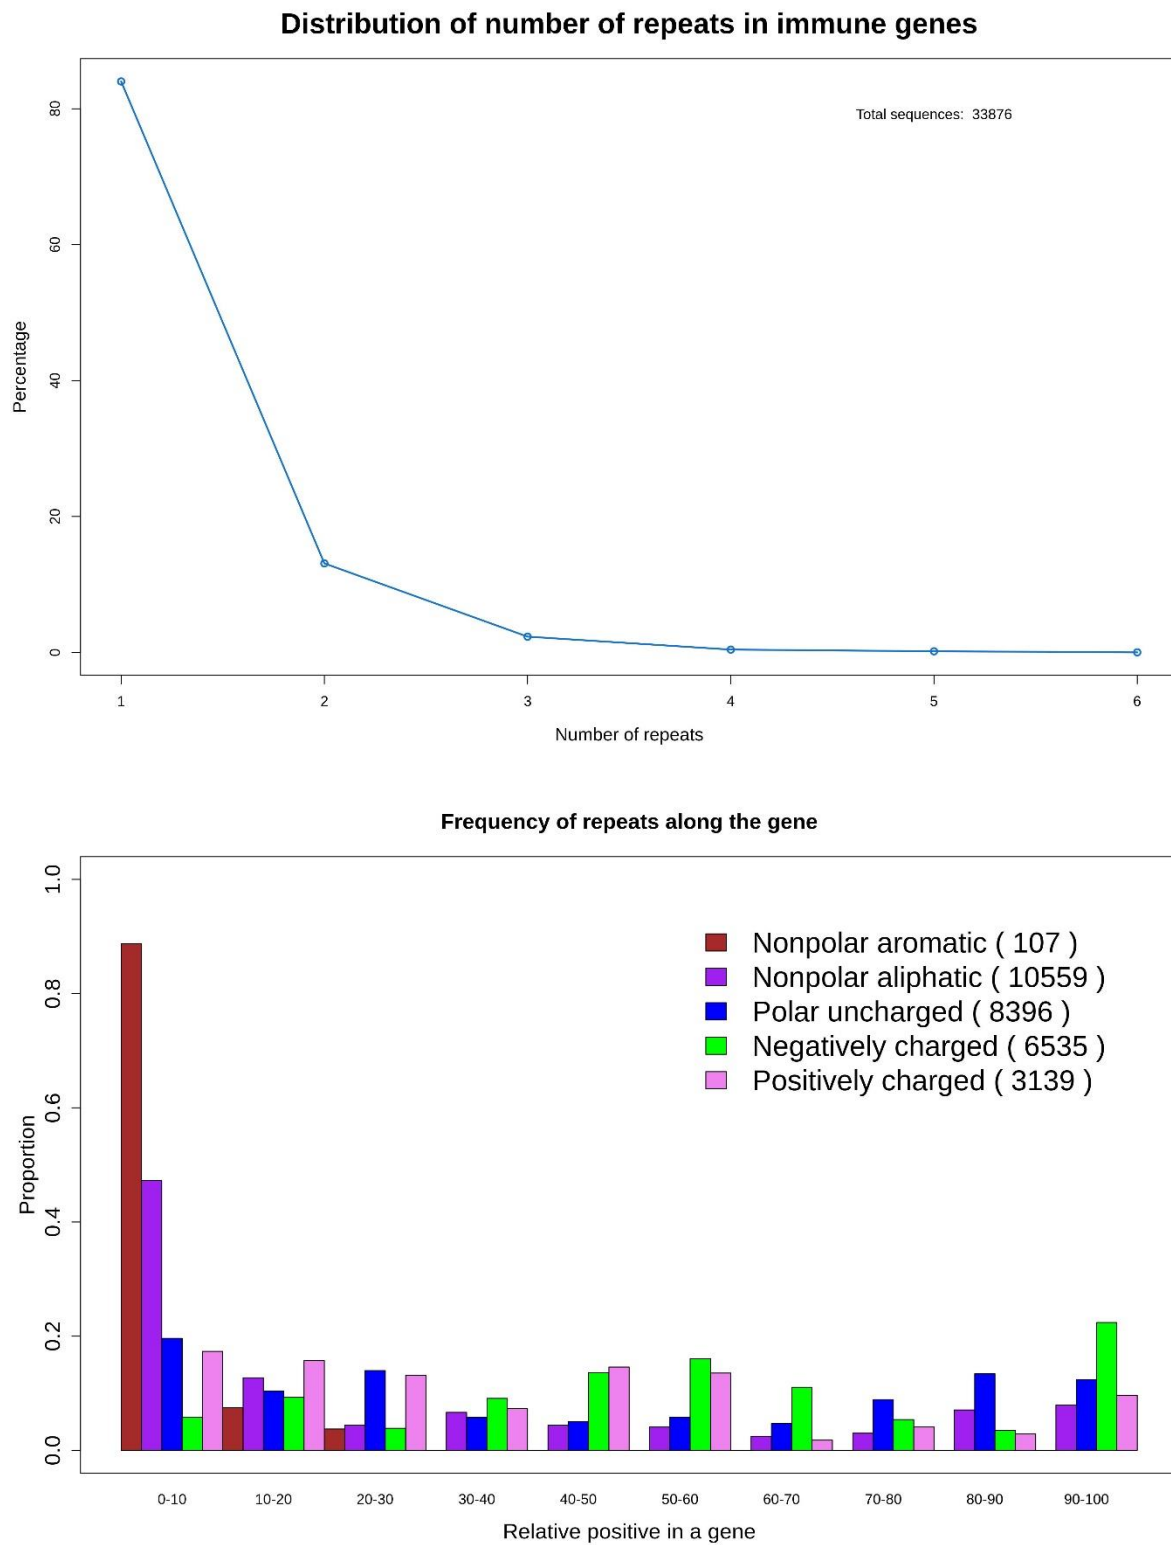 Distribution of number of repeats in immune genes
Total sequences:  33876
80
60
40
20
0
Percentage
1 2 3 4 5 6
Number of repeats
Frequency of repeats along the gene
1.0
0.8
0.6
0.4
0.2
0.0
Proportion
Nonpolar aromatic ( 107 )
Nonpolar aliphatic ( 10559 )
Polar uncharged ( 8396 )
Negatively charged ( 6535 )
Positively charged ( 3139 )
0-10 10-20 20-30 30-40 40-50 50-60 60-70 70-80 80-90 90-100
Relative positive in a gene